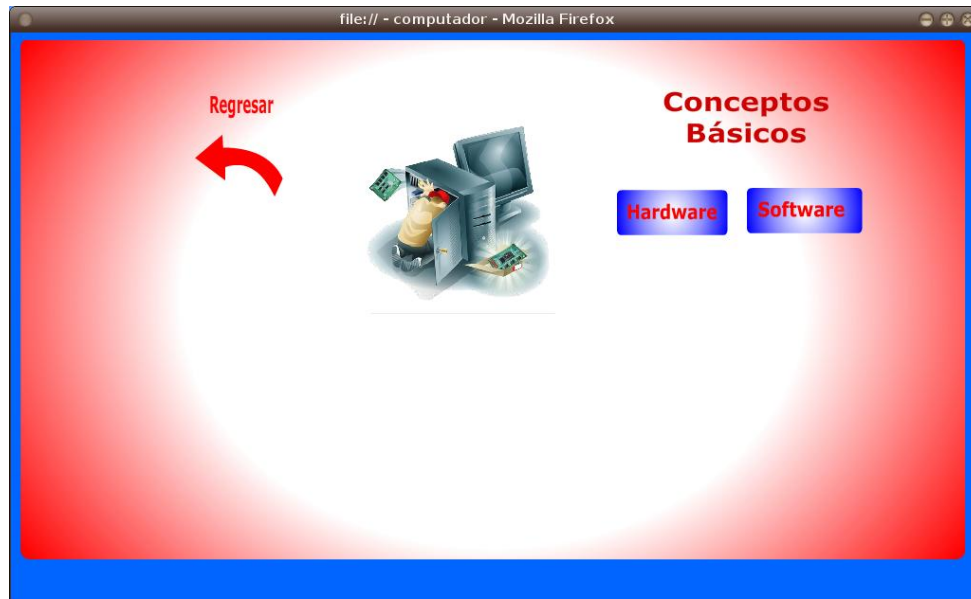 file:// - computador - Mozilla Firefox
Regresar
Conceptos
Básicos
Hardware
Software